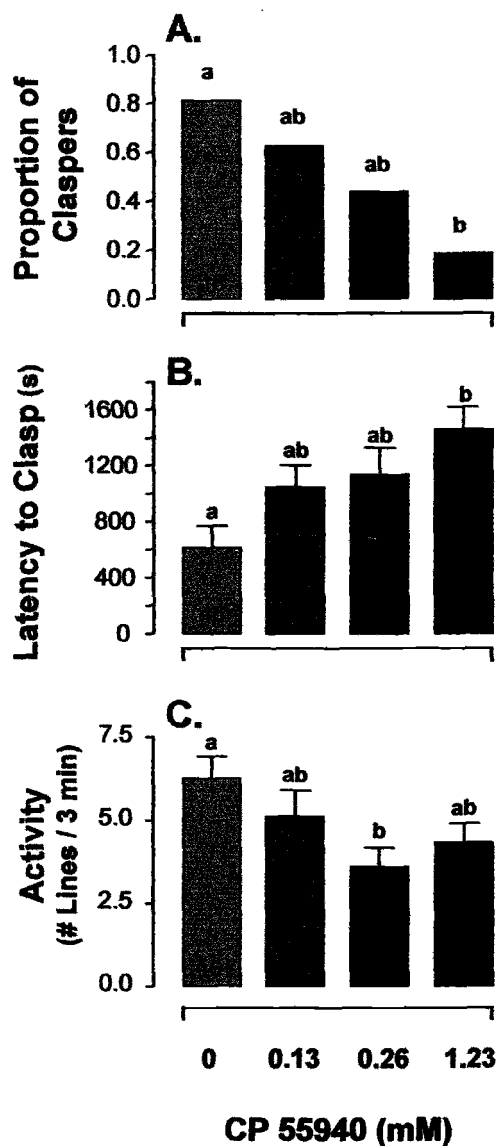 A.
Proportion of
Claspers
1.0
0.8
0.6
0.4
0.2
0.0
a
ab
ab
b
B.
Latency to Clasp (s)
1600
1200
800
400
0
a
ab
ab
b
C.
Activity
(# Lines / 3 min)
7.5
5.0
2.5
0.0
a
ab
b
ab
0 0.13 0.26 1.23
CP 55940 (mM)